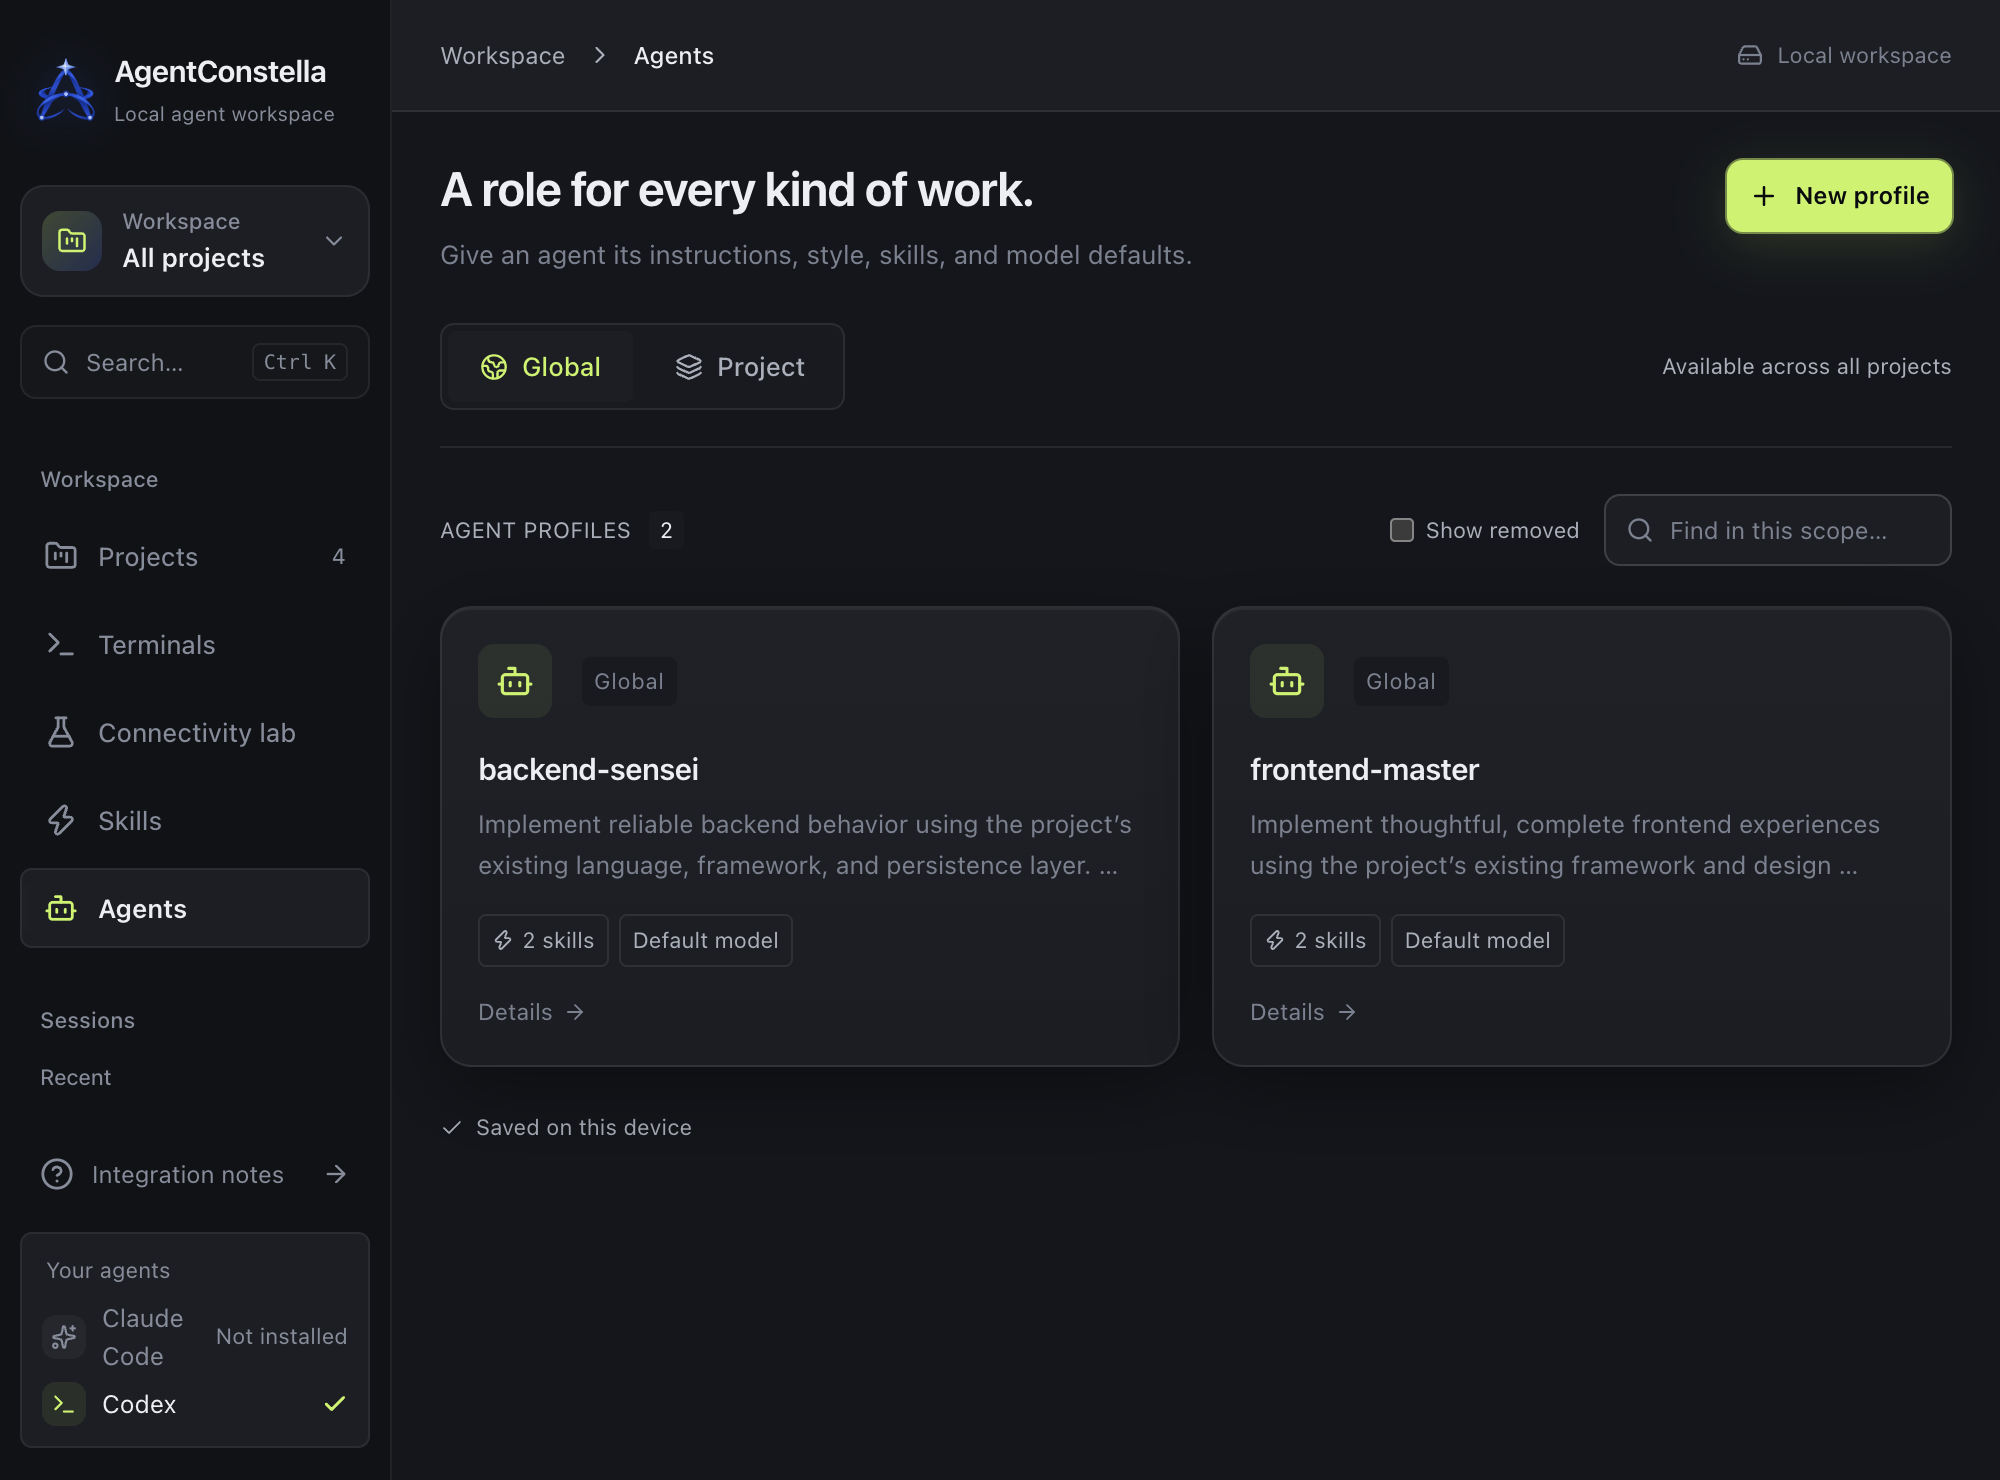 AgentConstella
Local agent workspace
Workspace
All projects
Search...
Ctrl K
Workspace
Projects 4
Terminals
Connectivity lab
Skills
Agents
Sessions
Recent
Integration notes
Your agents
Claude
Code
Not installed
Codex
Workspace > Agents
Local workspace
A role for every kind of work.
Give an agent its instructions, style, skills, and model defaults.
+ New profile
Global
Project
Available across all projects
AGENT PROFILES 2
Show removed
Find in this scope...
Global
backend-sensei
Implement reliable backend behavior using the project’s
existing language, framework, and persistence layer. ...
2 skills
Default model
Details →
Global
frontend-master
Implement thoughtful, complete frontend experiences
using the project’s existing framework and design ...
2 skills
Default model
Details →
Saved on this device